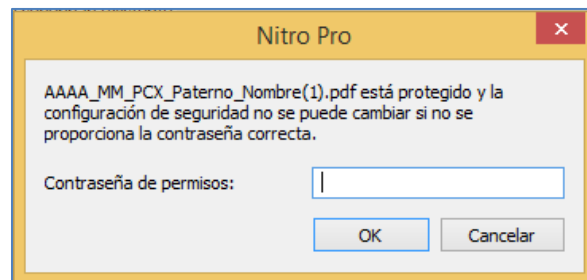 Nitro Pro
AAAA_MM_PCX_Paterno_Nombre(1).pdf está protegido y la
configuración de seguridad no se puede cambiar si no se
proporciona la contraseña correcta.
Contraseña de permisos:
OK Cancelar